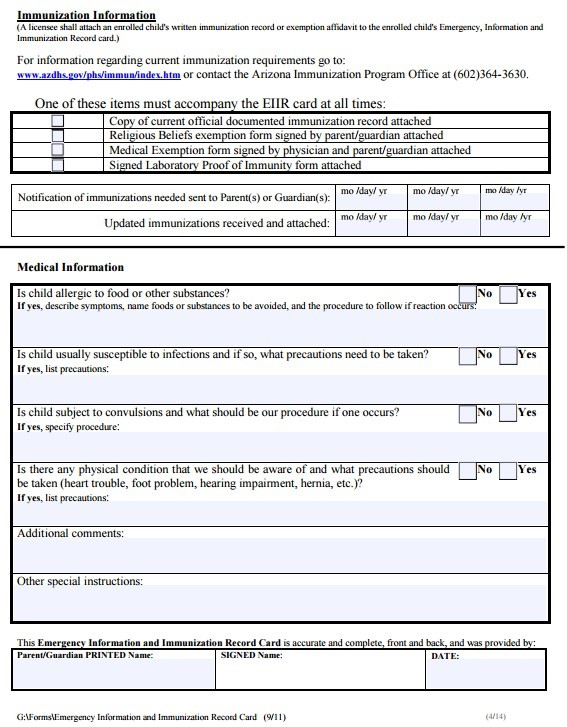 Immunization Information
(A licensee shall attach an enrolled child's written immunization record or exemption affidavit to the enrolled child's Emergency, Information and
Immunization Record card.)
For information regarding current immunization requirements go to:
www.azdhs.gov/phs/immun/index.htm or contact the Arizona Immunization Program Office at (602)364-3630.
One of these items must accompany the EIIR card at all times:
Copy of current official documented immunization record attached
Religious Beliefs exemption form signed by parent/guardian attached
Medical Exemption form signed by physician and parent/guardian attached
Signed Laboratory Proof of Immunity form attached
Notification of immunizations needed sent to Parent(s) or Guardian(s): mo /day/ yr mo /day/ yr mo /day /yr
Updated immunizations received and attached: mo /day/ yr mo /day/ yr mo /day /yr
Medical Information
Is child allergic to food or other substances? No Yes
If yes, describe symptoms, name foods or substances to be avoided, and the procedure to follow if reaction occurs:
Is child usually susceptible to infections and if so, what precautions need to be taken? No Yes
If yes, list precautions:
Is child subject to convulsions and what should be our procedure if one occurs? No Yes
If yes, specify procedure:
Is there any physical condition that we should be aware of and what precautions should No Yes
be taken (heart trouble, foot problem, hearing impairment, hernia, etc.)?
If yes, list precautions:
Additional comments:
Other special instructions:
This Emergency Information and Immunization Record Card is accurate and complete, front and back, and was provided by:
Parent/Guardian PRINTED Name: SIGNED Name: DATE:
G:\Forms\Emergency Information and Immunization Record Card (9/11) (4/14)